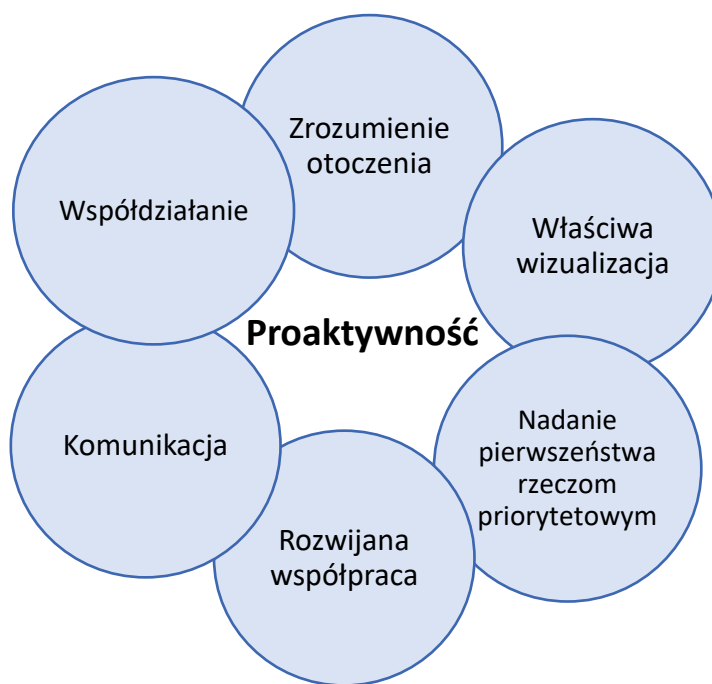 Zrozumienie
otoczenia
Współdziałanie
Właściwa
wizualizacja
Proaktywność
Nadanie
pierwszeństwa
rzeczom
priorytetowym
Komunikacja
Rozwijana
współpraca